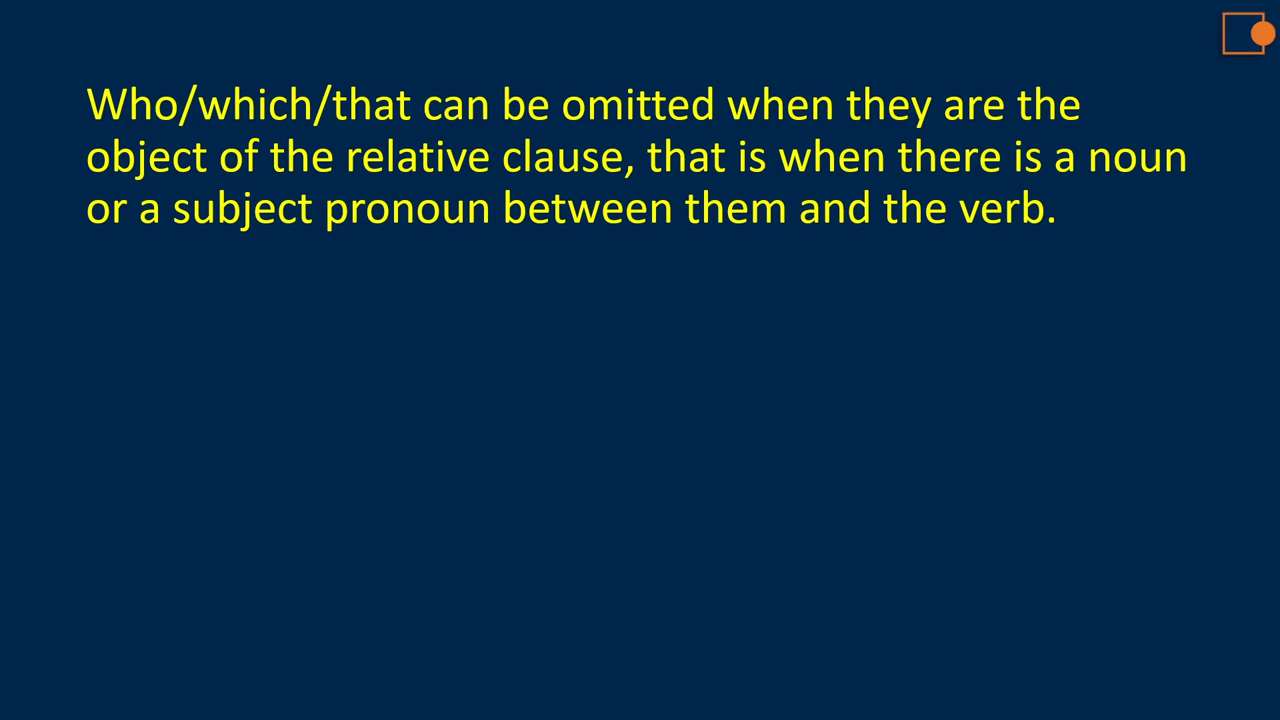 Who/which/that can be omitted when they are the
object of the relative clause, that is when there is a noun
or a subject pronoun between them and the verb.